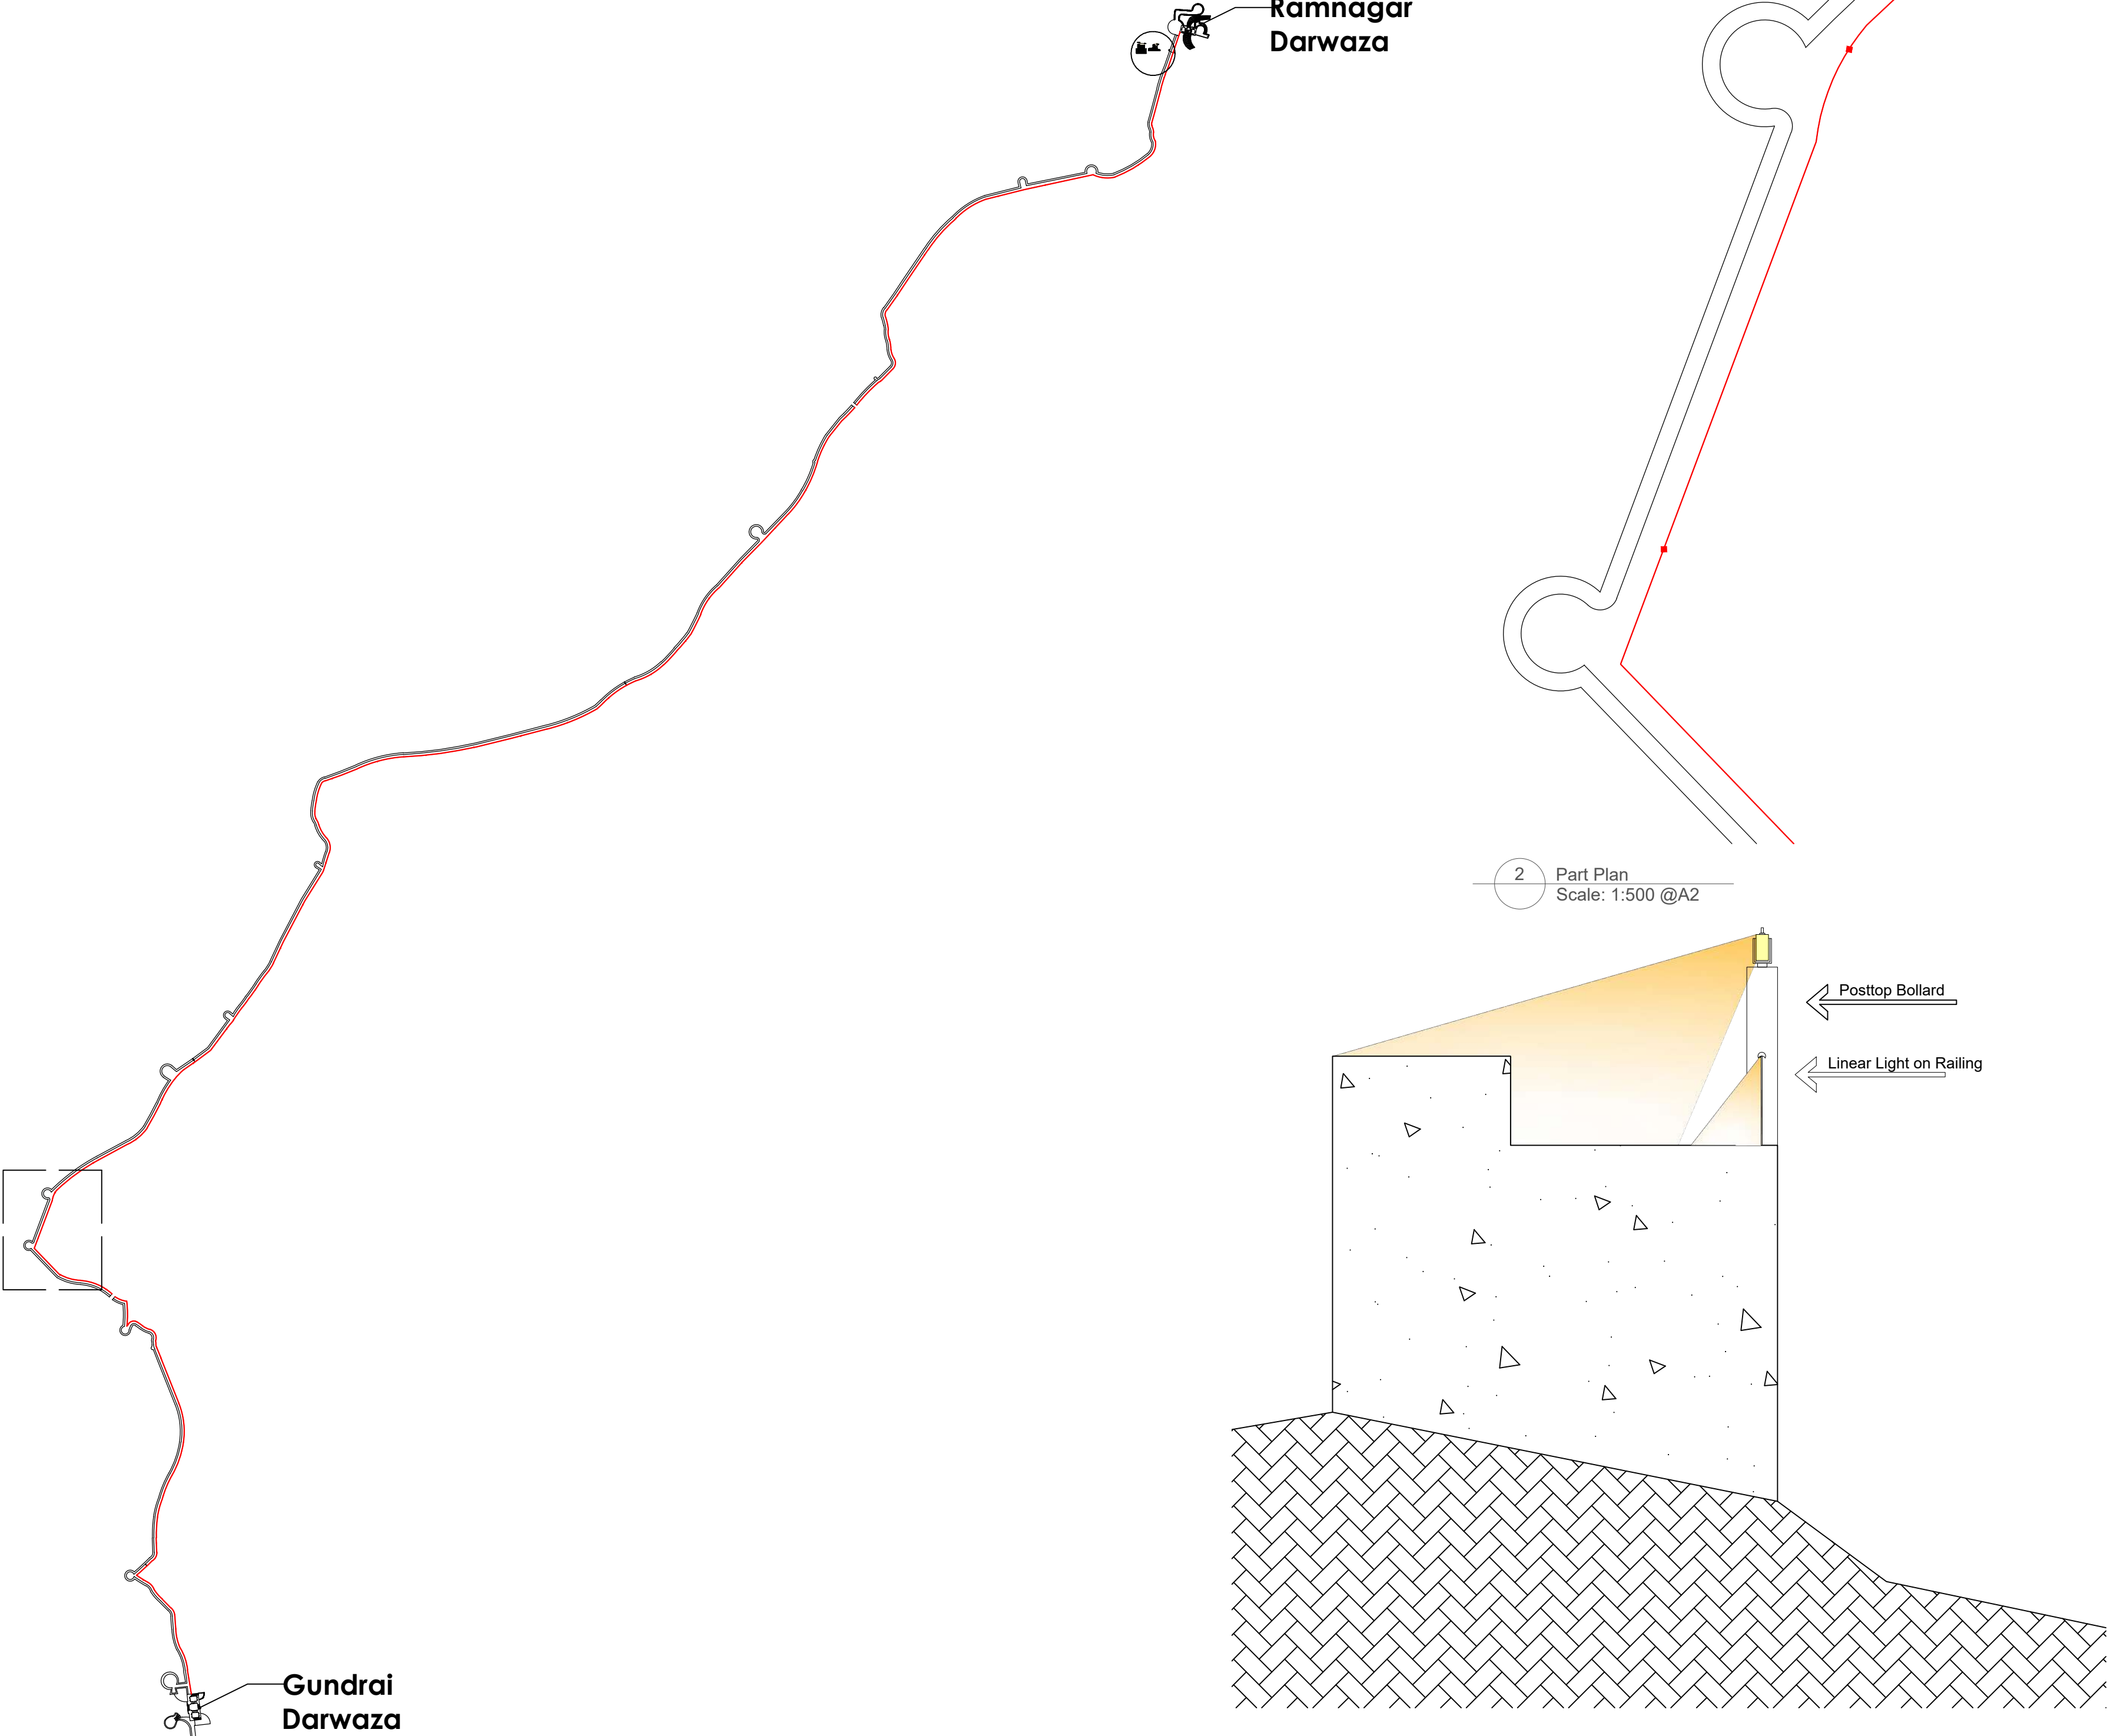 Ramnagar
Darwaza
2
Part Plan
Scale: 1:500 @A2
Posttop Bollard
Linear Light on Railing
Gundrai
Darwaza